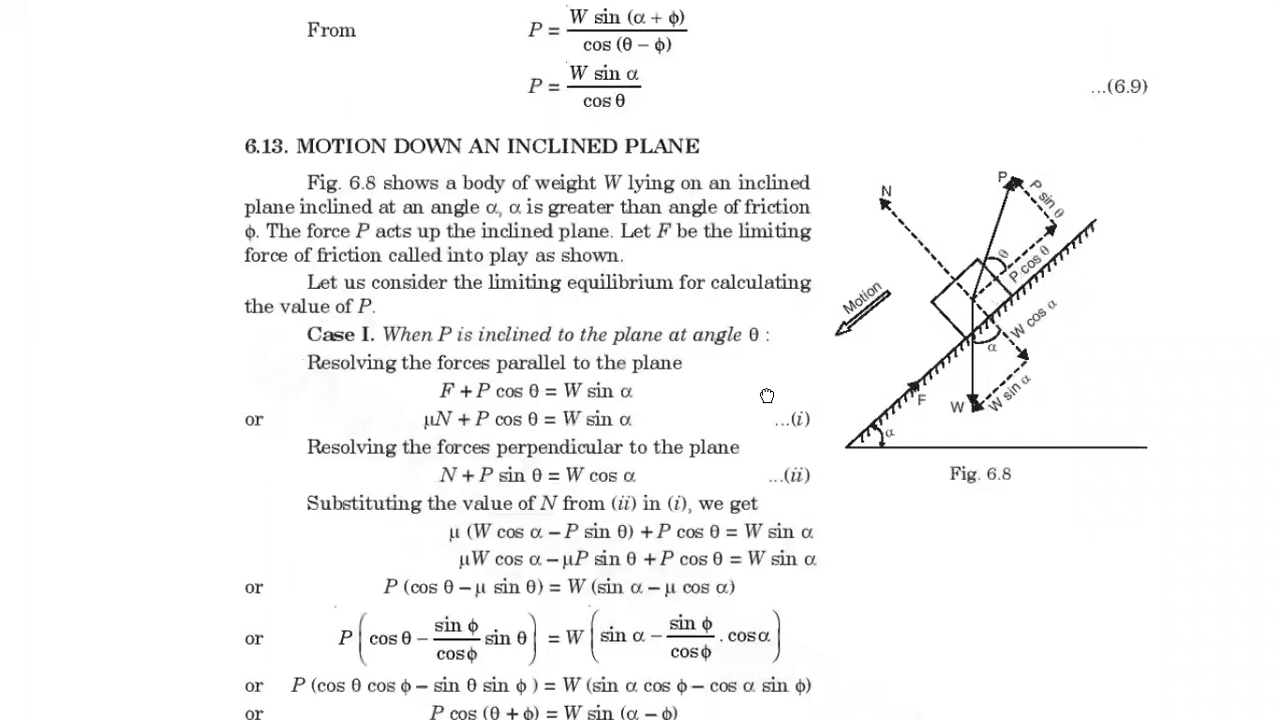 From P = W sin (α + φ) / cos (θ – φ)
P = W sin α / cos θ ...(6.9)
6.13. MOTION DOWN AN INCLINED PLANE
Fig. 6.8 shows a body of weight W lying on an inclined
plane inclined at an angle α, α is greater than angle of friction
φ. The force P acts up the inclined plane. Let F be the limiting
force of friction called into play as shown.
Let us consider the limiting equilibrium for calculating
the value of P.
Case I. When P is inclined to the plane at angle θ :
Resolving the forces parallel to the plane
F + P cos θ = W sin α
or μN + P cos θ = W sin α ...(i)
Resolving the forces perpendicular to the plane
N + P sin θ = W cos α ...(ii)
Substituting the value of N from (ii) in (i), we get
μ (W cos α – P sin θ) + P cos θ = W sin α
μW cos α – μP sin θ + P cos θ = W sin α
or P (cos θ – μ sin θ) = W (sin α – μ cos α)
or P ( cos θ – sin φ / cos φ sin θ ) = W ( sin α – sin φ / cos φ . cos α )
or P (cos θ cos φ – sin θ sin φ ) = W (sin α cos φ – cos α sin φ)
or P cos (θ + φ) = W sin (α – φ)
N
P
P sin θ
θ
P cos θ
Motion
W cos α
α
W sin α
W
F
α
Fig. 6.8